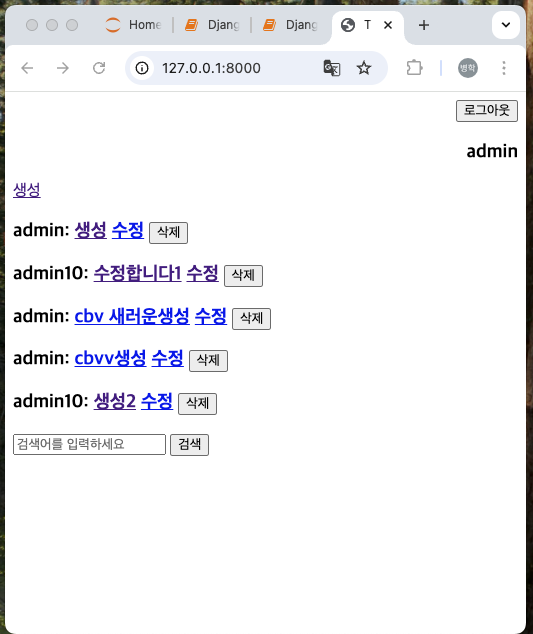 Home
Djang
Djang
T
127.0.0.1:8000
병학
로그아웃
admin
생성
admin: 생성 수정 삭제
admin10: 수정합니다1 수정 삭제
admin: cbv 새러운생성 수정 삭제
admin: cbvv생성 수정 삭제
admin10: 생성2 수정 삭제
검색어를 입력하세요 검색